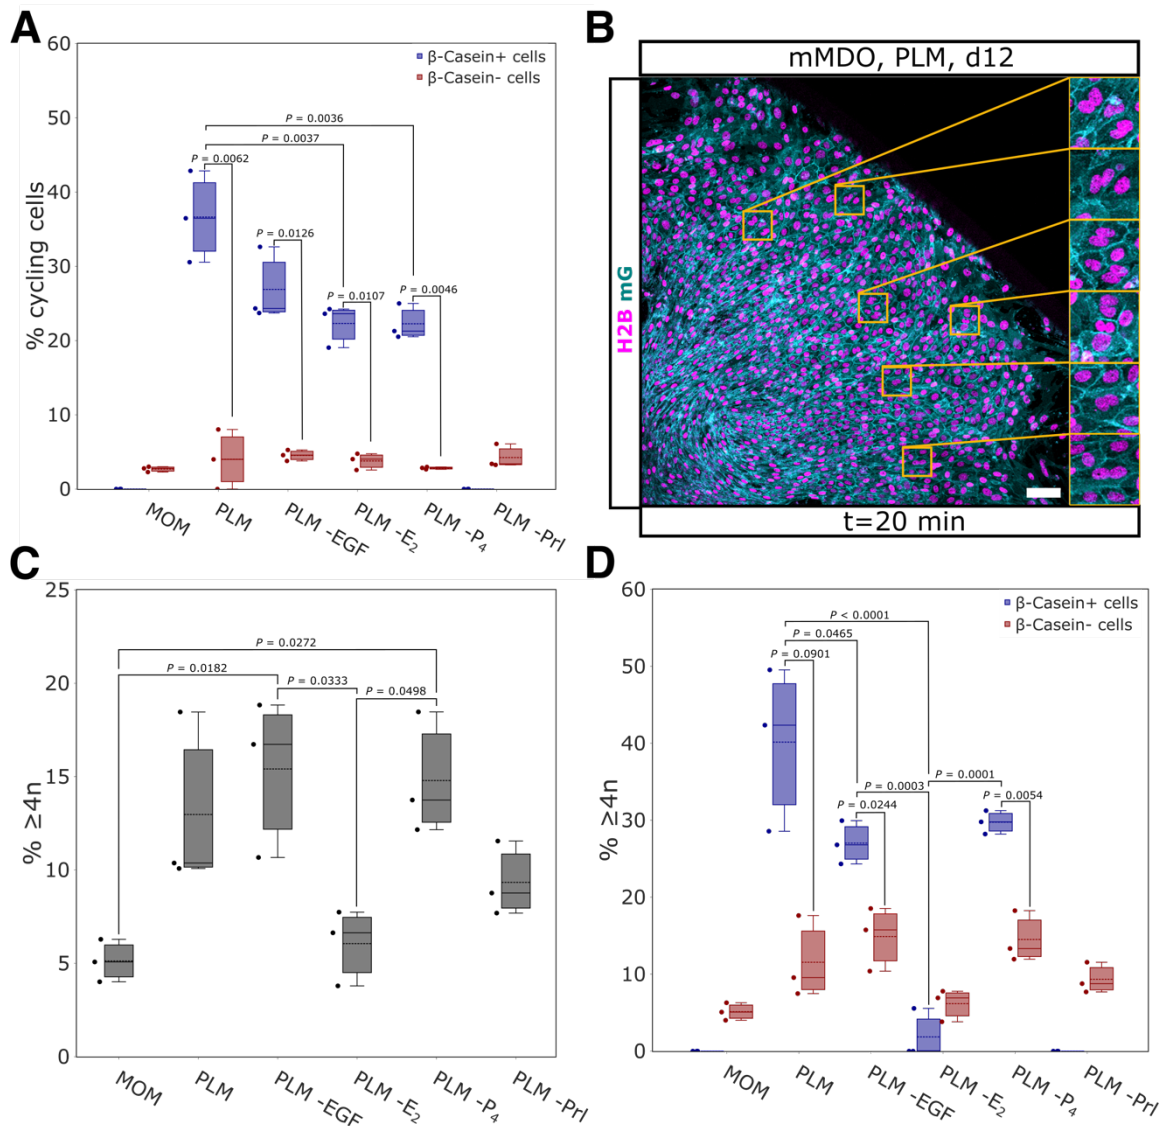 A
60
50
40
30
20
10
0
% cycling cells
β-Casein+ cells
β-Casein- cells
P = 0.0036
P = 0.0037
P = 0.0062
P = 0.0126
P = 0.0107
P = 0.0046
MOM
PLM
PLM -EGF
PLM -E₂
PLM -P₄
PLM -Prl
B
mMDO, PLM, d12
H2B mG
t=20 min
C
25
20
15
10
5
0
% ≥4n
P = 0.0272
P = 0.0182
P = 0.0333
P = 0.0498
MOM
PLM
PLM -EGF
PLM -E₂
PLM -P₄
PLM -Prl
D
60
50
40
30
20
10
0
% ≥4n
β-Casein+ cells
β-Casein- cells
P < 0.0001
P = 0.0465
P = 0.0901
P = 0.0001
P = 0.0003
P = 0.0244
P = 0.0054
MOM
PLM
PLM -EGF
PLM -E₂
PLM -P₄
PLM -Prl